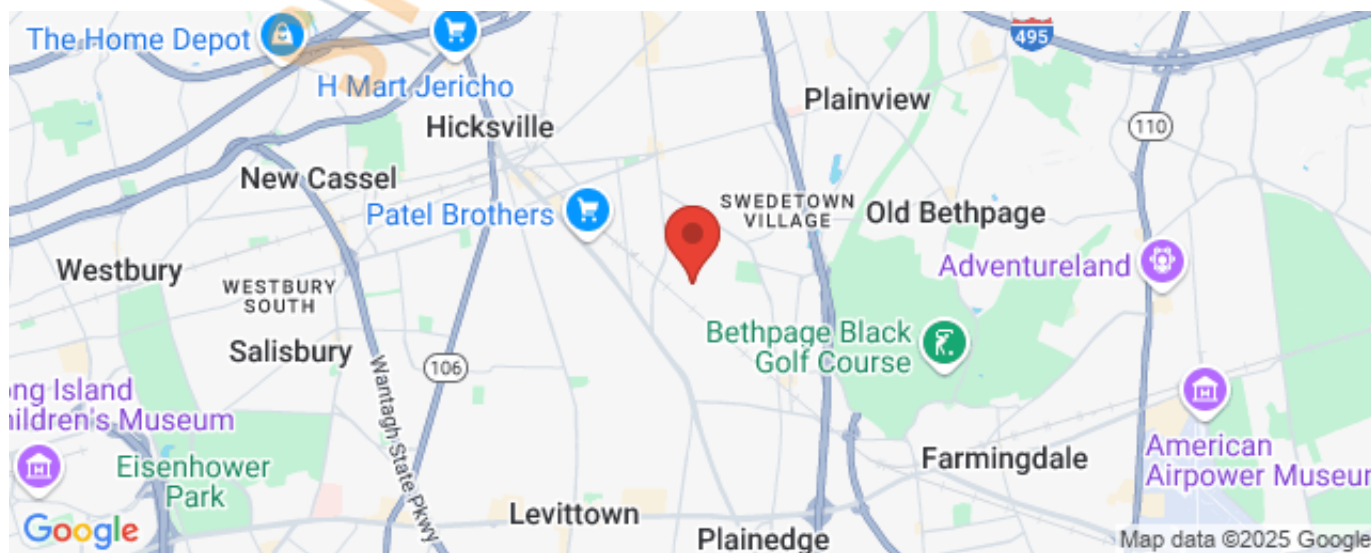 The Home Depot
495
H Mart Jericho
Plainview
Hicksville
110
New Cassel
SWEDETOWN
VILLAGE
Patel Brothers
Old Bethpage
Westbury
Adventureland
WESTBURY
SOUTH
Bethpage Black
Golf Course
Salisbury
106
Wantagh State Pkwy
ong Island
hildren's Museum
American
Airpower Museum
Eisenhower
Park
Farmingdale
Levittown
Google
Plainedge
Map data ©2025 Google